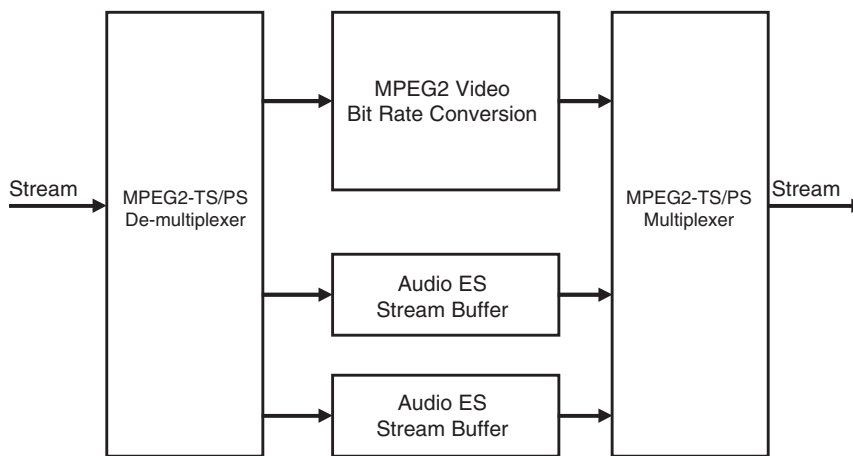 Stream
MPEG2-TS/PS
De-multiplexer
MPEG2 Video
Bit Rate Conversion
Audio ES
Stream Buffer
Audio ES
Stream Buffer
MPEG2-TS/PS
Multiplexer
Stream